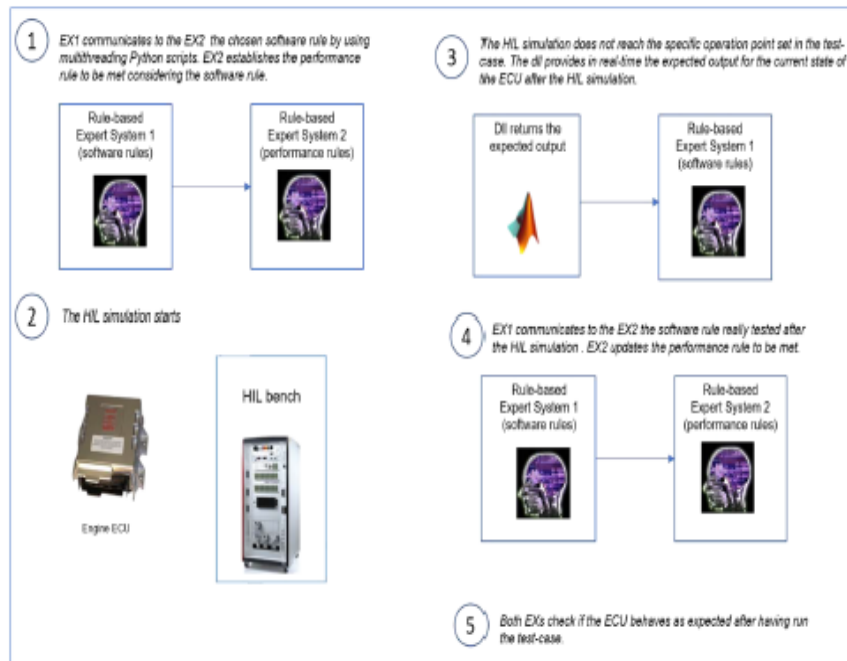 1
EX1 communicates to the EX2 the chosen software rule by using
multithreading Python scripts. EX2 establishes the performance
rule to be met considering the software rule.
Rule-based
Expert System 1
(software rules)
Rule-based
Expert System 2
(performance rules)
2
The HIL simulation starts
Engine ECU
HIL bench
3
The HIL simulation does not reach the specific operation point set in the test-
case. The dll provides in real-time the expected output for the current state of
the ECU after the HIL simulation.
Dll returns the
expected output
Rule-based
Expert System 1
(software rules)
4
EX1 communicates to the EX2 the software rule really tested after
the HIL simulation . EX2 updates the performance rule to be met.
Rule-based
Expert System 1
(software rules)
Rule-based
Expert System 2
(performance rules)
5
Both EXs check if the ECU behaves as expected after having run
the test-case.